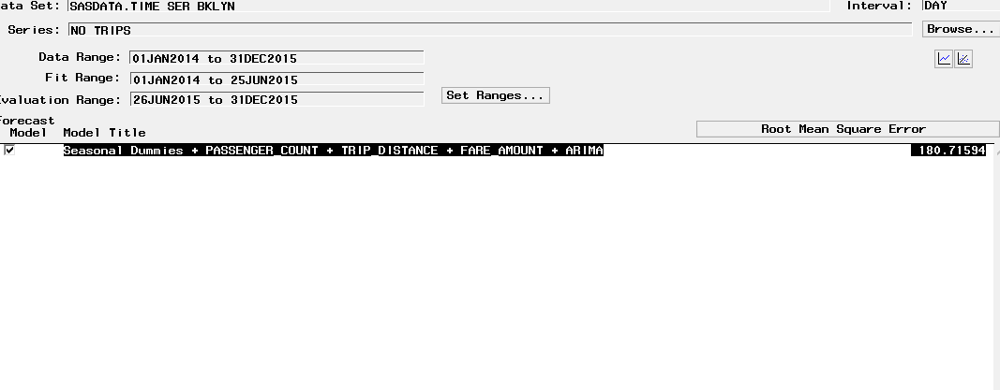 ata Set: SASDATA.TIME SER BKLYN Interval: DAY
Series: NO TRIPS Browse...
Data Range: 01JAN2014 to 31DEC2015
Fit Range: 01JAN2014 to 25JUN2015
Evaluation Range: 26JUN2015 to 31DEC2015 Set Ranges...
Forecast
Model Model Title Root Mean Square Error
Seasonal Dummies + PASSENGER_COUNT + TRIP_DISTANCE + FARE_AMOUNT + ARIMA 180.71594